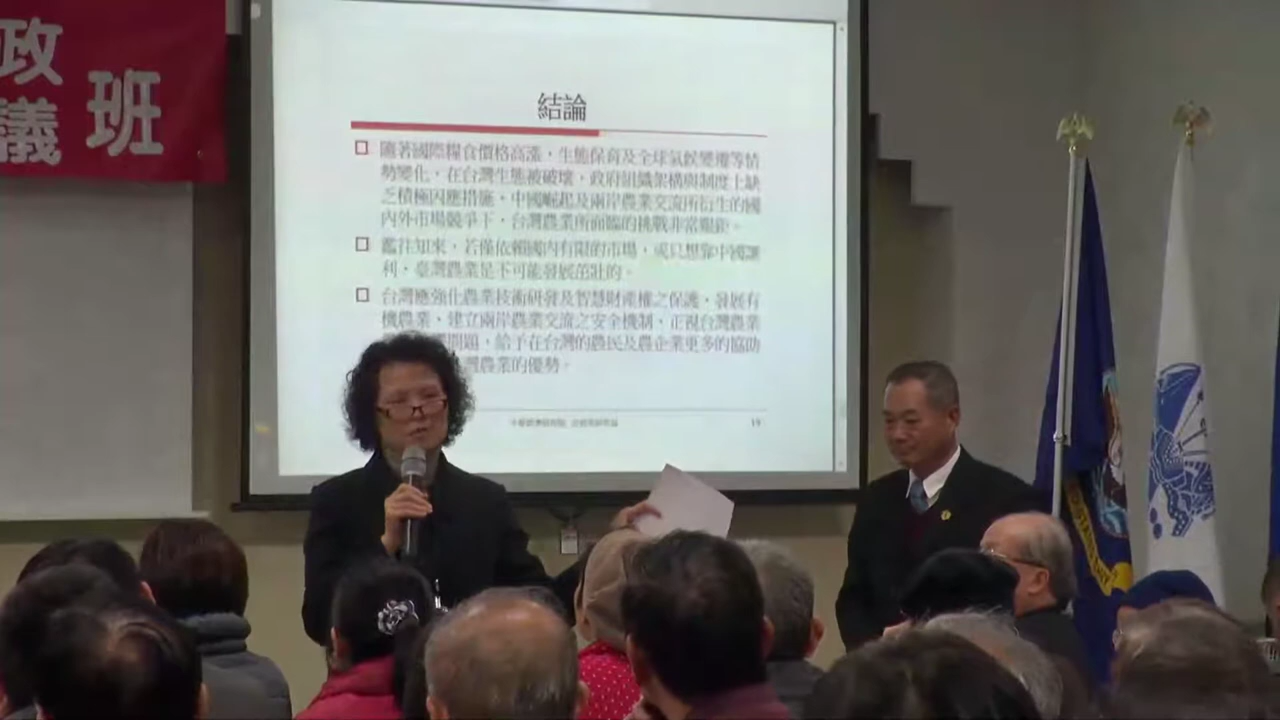 政
議 班
結論
隨著國際糧食價格高漲，生態保育及全球氣候變遷等情
勢變化，在台灣生態被破壞，政府組織架構與制度上缺
乏積極因應措施，中國崛起及兩岸農業交流所衍生的國
內外市場競爭下，台灣農業所面臨的挑戰非常艱鉅。
鑑往知來，若僅依賴國內有限的市場，或只想靠中國讓
利，臺灣農業是不可能發展茁壯的。
台灣應強化農業技術研發及智慧財產權之保護，發展有
機農業，建立兩岸農業交流之安全機制，正視台灣農業
問題，給予在台灣的農民及農企業更多的協助
灣農業的優勢。
19